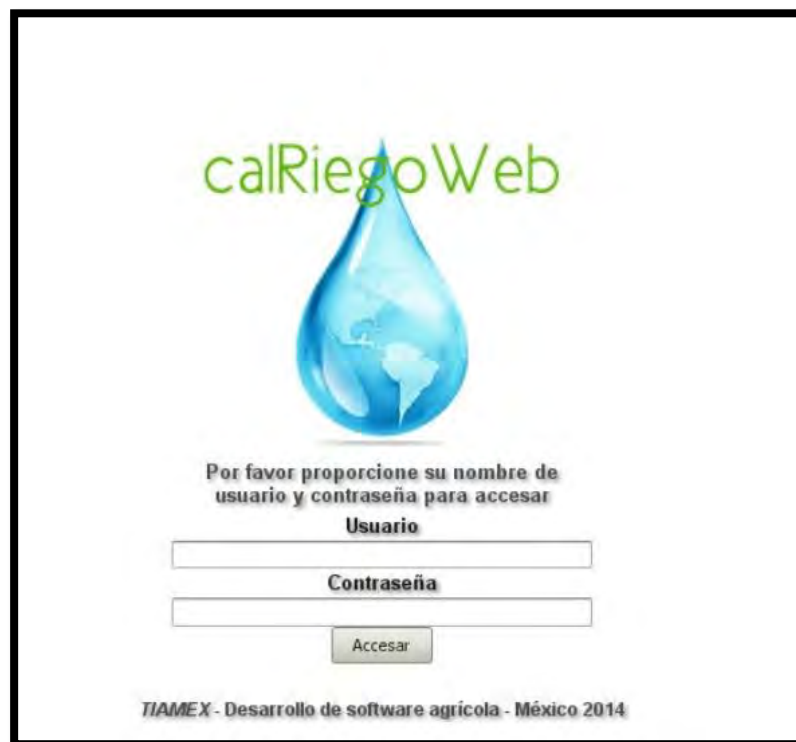 calRiegoWeb
Por favor proporcione su nombre de
usuario y contraseña para accesar
Usuario
Contraseña
Accesar
TIAMEX - Desarrollo de software agrícola - México 2014